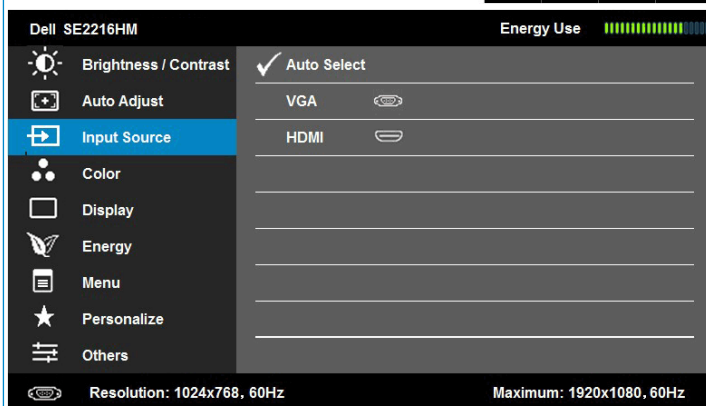 Dell SE2216HM Energy Use
Brightness / Contrast Auto Select
Auto Adjust VGA
Input Source HDMI
Color
Display
Energy
Menu
Personalize
Others
Resolution: 1024x768, 60Hz Maximum: 1920x1080, 60Hz